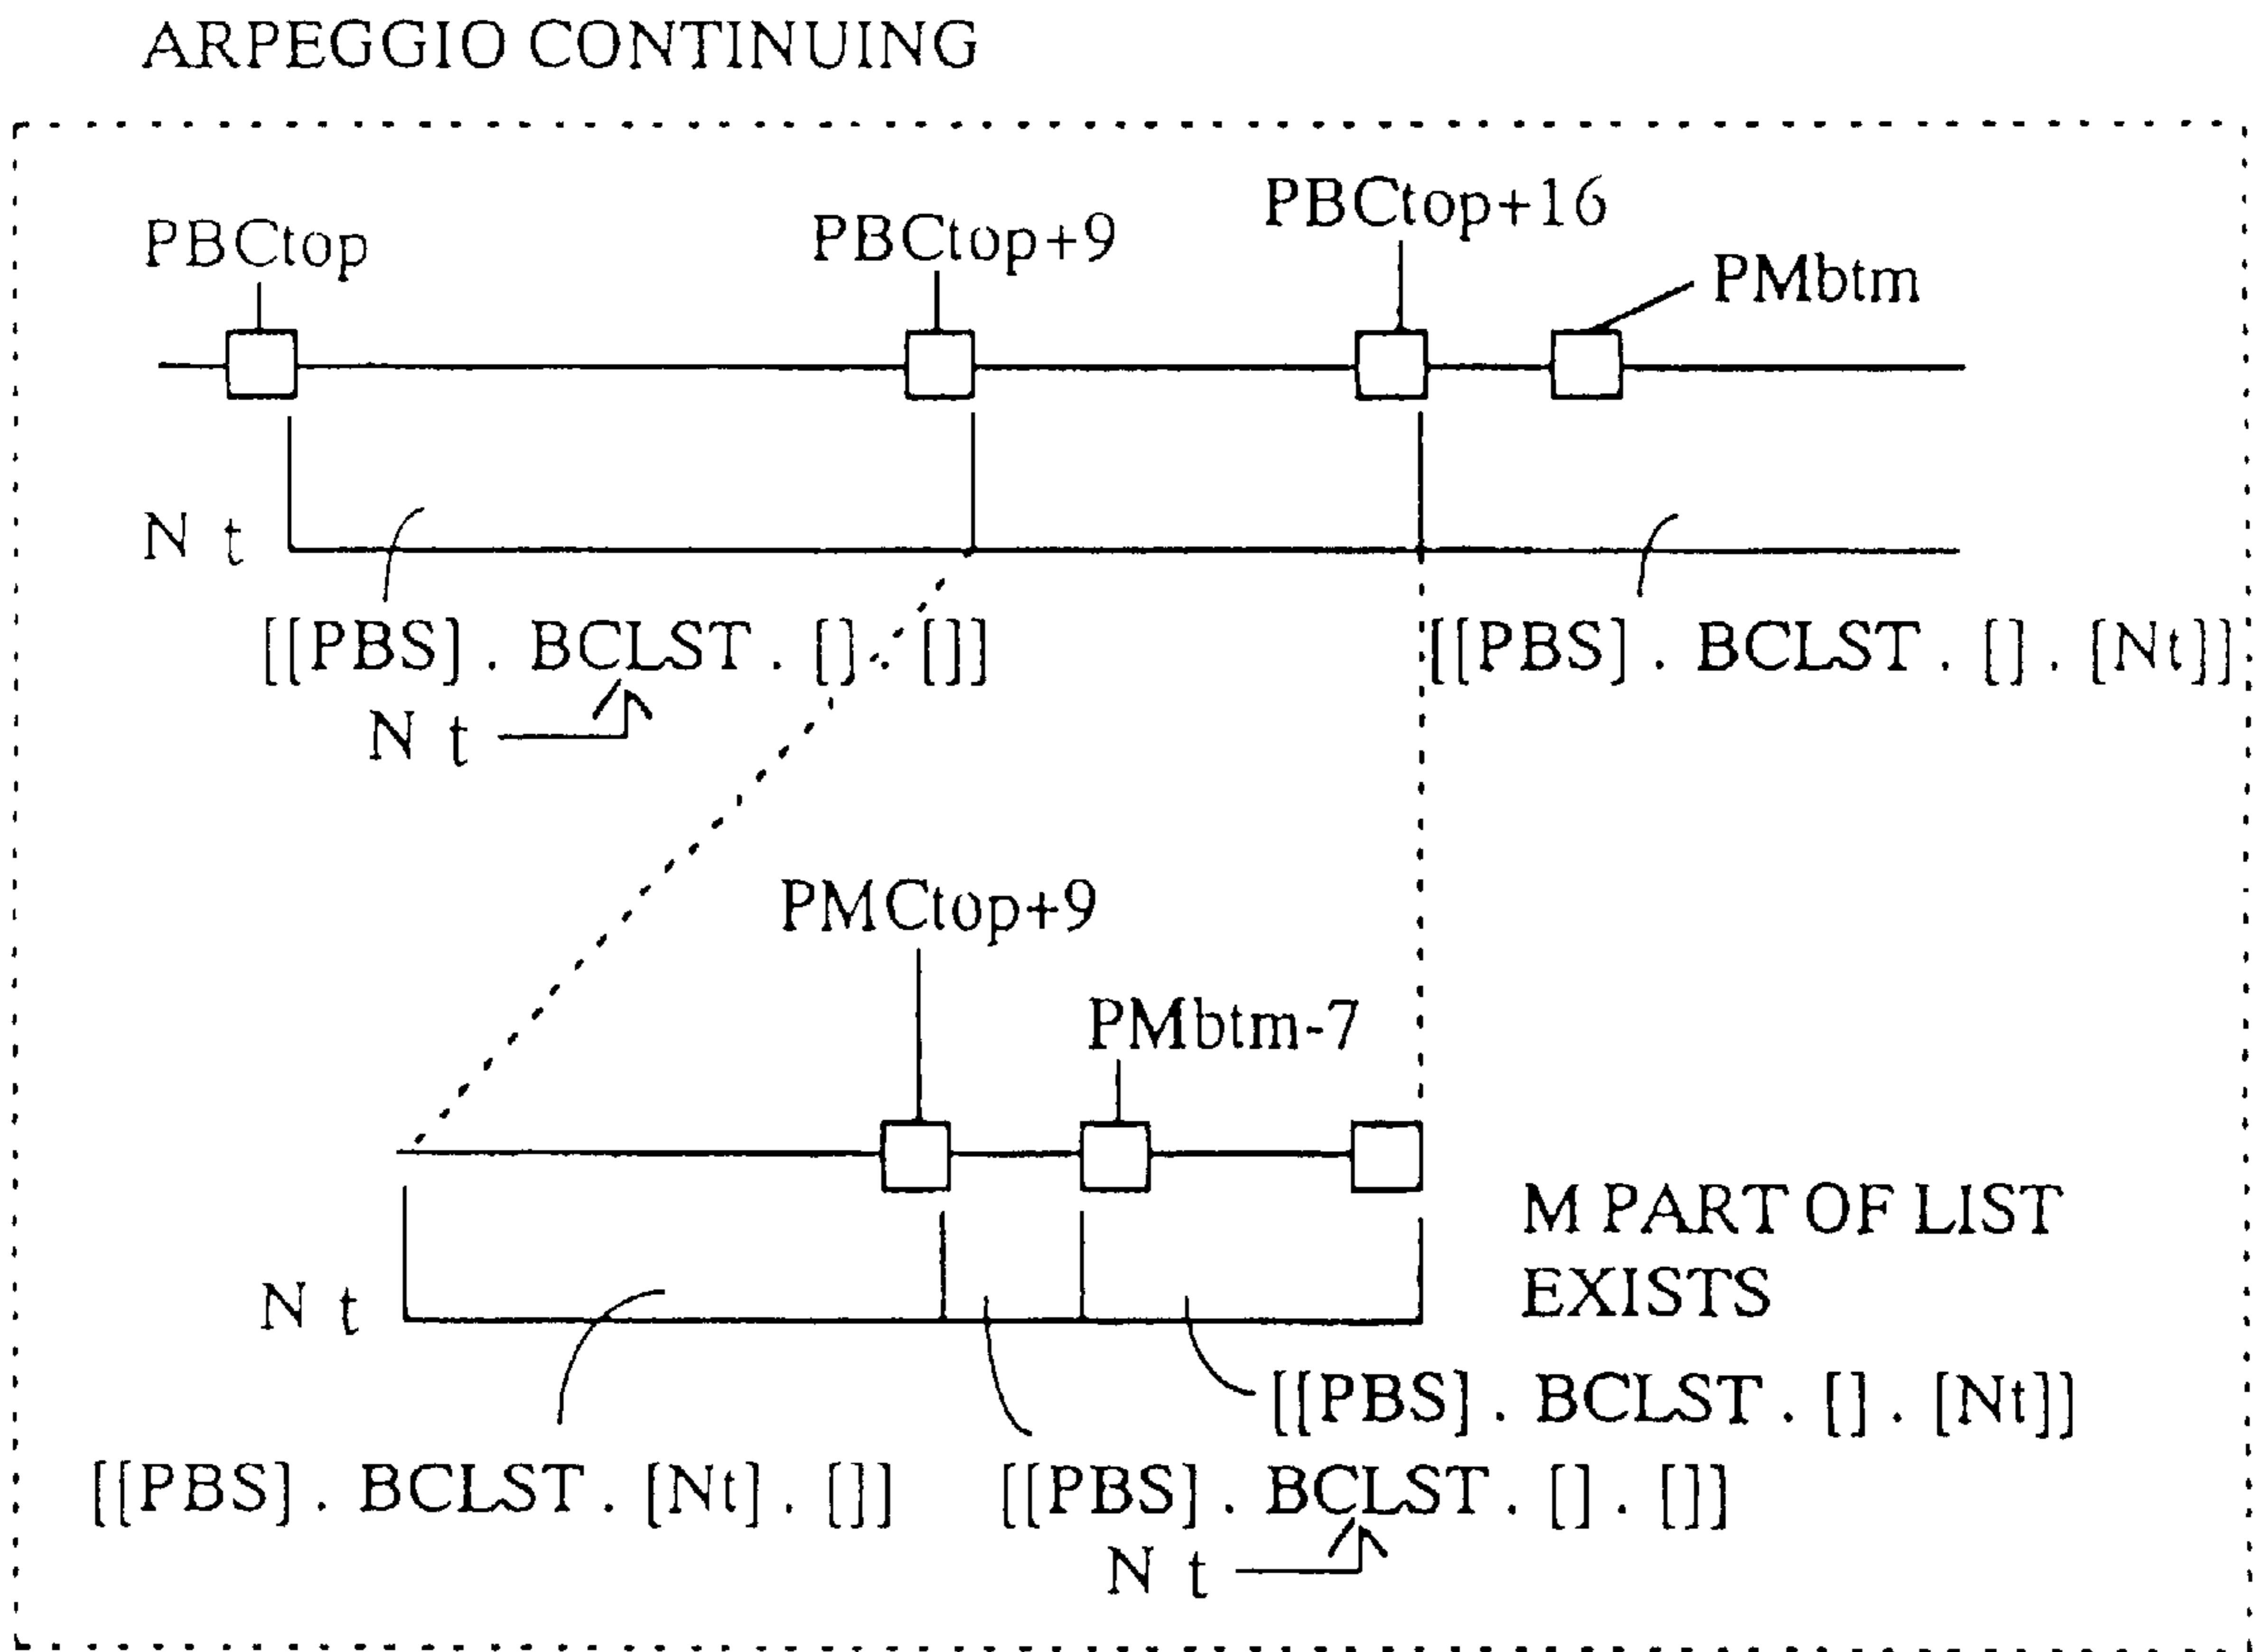 ARPEGGIO CONTINUING
PBCtop
PBCtop+9
PBCtop+16
PMbtm
N t
[[PBS] . BCLST . [] . []]
[[PBS] . BCLST . [] . [Nt]]
N t
PMCtop+9
PMbtm-7
M PART OF LIST
EXISTS
N t
[[PBS] . BCLST . [] . [Nt]]
[[PBS] . BCLST . [Nt] . []]
[[PBS] . BCLST . [] . []]
N t